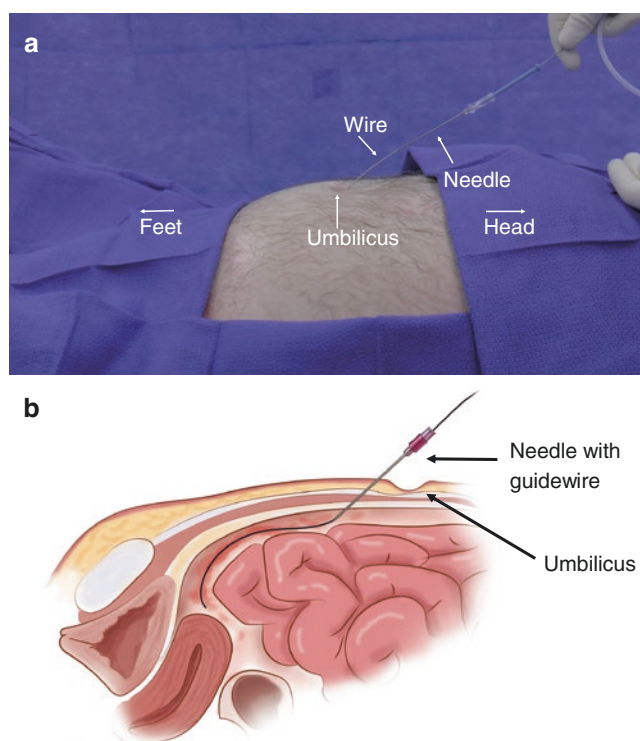 a
Wire
Needle
Feet
Umbilicus
Head
b
Needle with
guidewire
Umbilicus